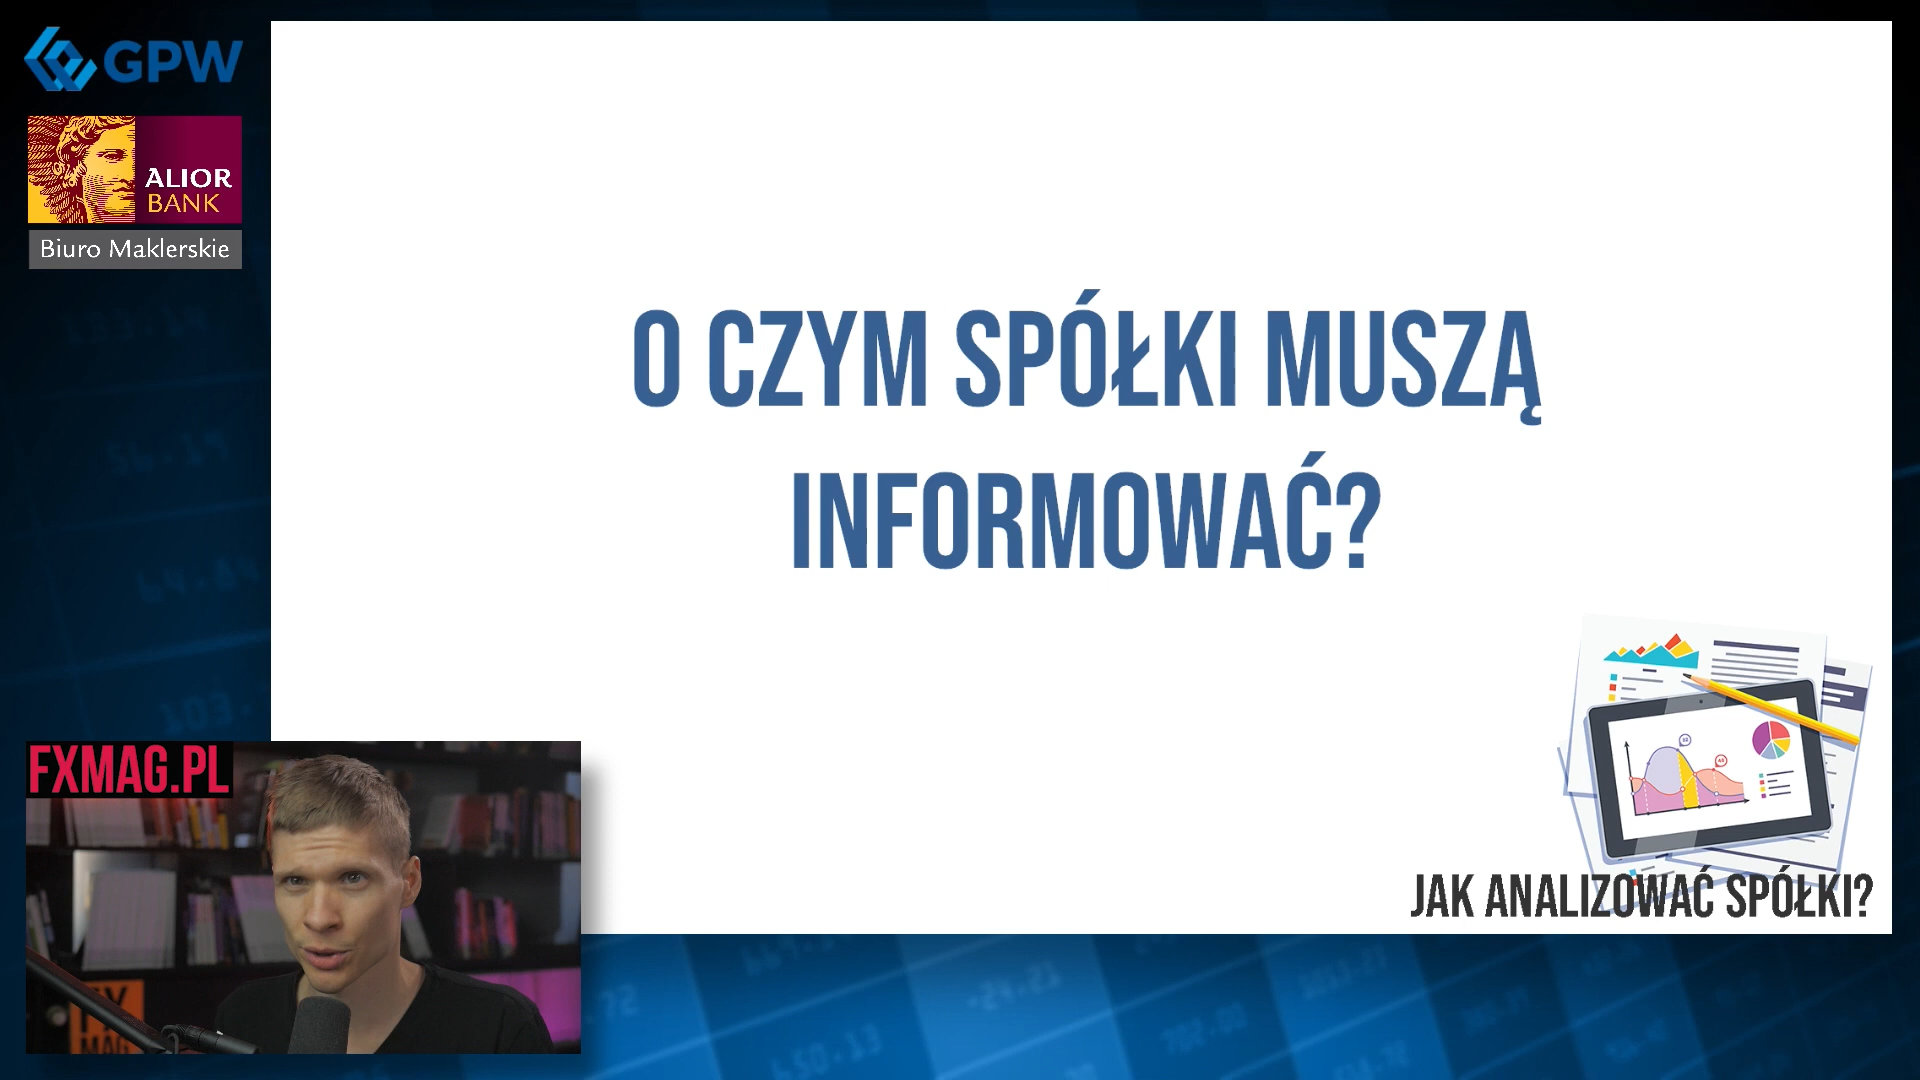 GPW
ALIOR
BANK
Biuro Maklerskie
O CZYM SPÓŁKI MUSZĄ
INFORMOWAĆ?
FXMAG.PL
JAK ANALIZOWAĆ SPÓŁKI?